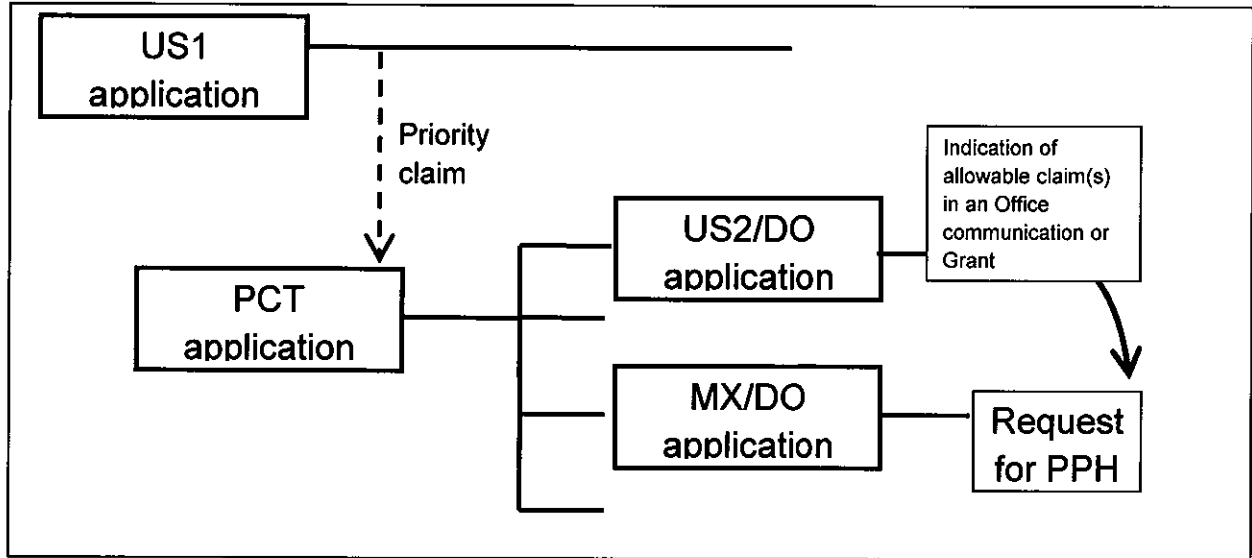 US1
application
Priority
claim
PCT
application
US2/DO
application
Indication of
allowable claim(s)
in an Office
communication or
Grant
MX/DO
application
Request
for PPH